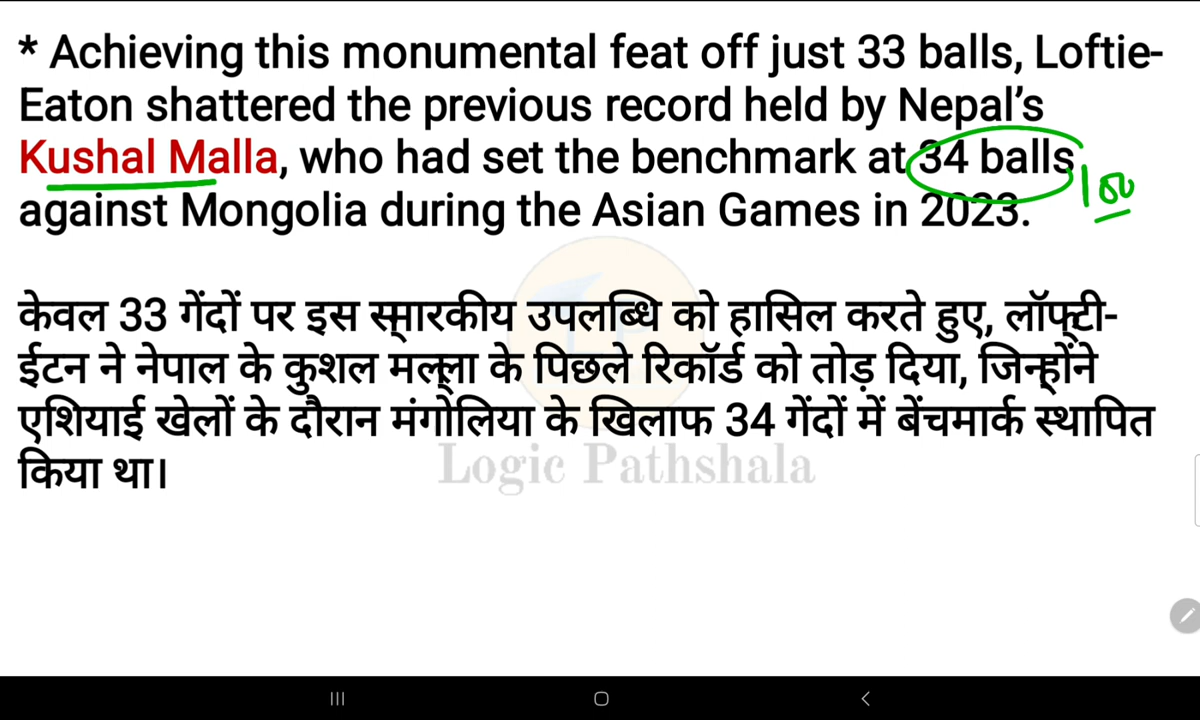 * Achieving this monumental feat off just 33 balls, Loftie-
Eaton shattered the previous record held by Nepal's
Kushal Malla, who had set the benchmark at 34 balls
100
against Mongolia during the Asian Games in 2023.
केवल 33 गेंदों पर इस स्मारकीय उपलब्धि को हासिल करते हुए, लॉफ्टी-
ईटन ने नेपाल के कुशल मल्ला के पिछले रिकॉर्ड को तोड़ दिया, जिन्होंने
एशियाई खेलों के दौरान मंगोलिया के खिलाफ 34 गेंदों में बेंचमार्क स्थापित
किया था।
Logic Pathshala